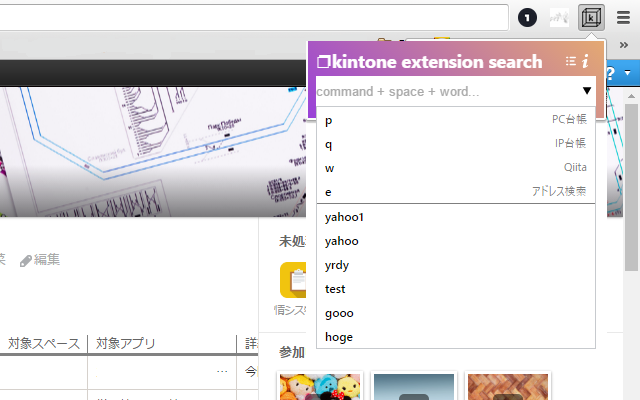 1
k
»
kintone extension search
i
?
command + space + word...
p PC台帳
q IP台帳
w Qiita
e アドレス検索
yahoo1
yahoo
yrdy
test
gooo
hoge
編集
未処
対象スペース 対象アプリ 詳
... 今
参加